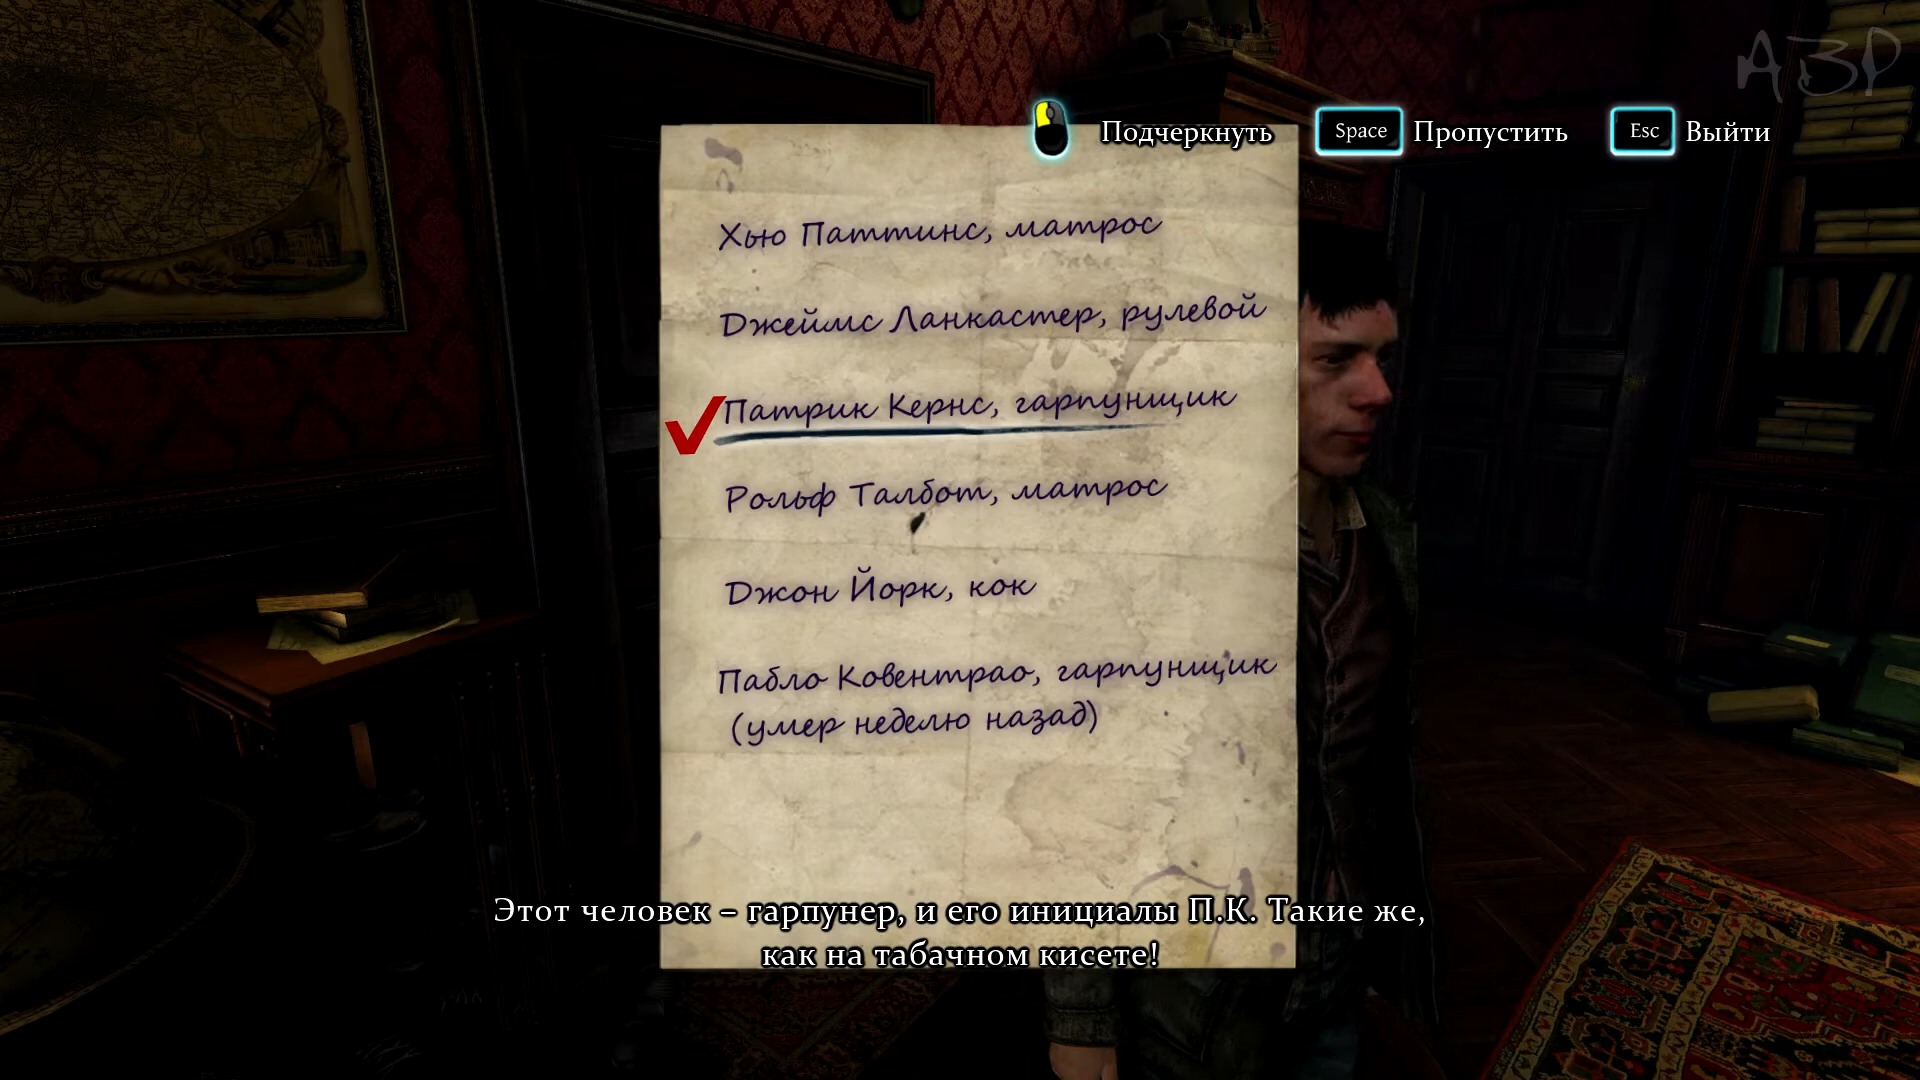 АВР
Подчеркнуть
Space Пропустить
Esc Выйти
Хью Паттинс, матрос
Джеймс Ланкастер, рулевой
Патрик Кернс, гарпунщик
Рольф Талбот, матрос
Джон Йорк, кок
Пабло Ковентрао, гарпунщик
(умер неделю назад)
Этот человек – гарпунер, и его инициалы П.К. Такие же,
как на табачном кисете!